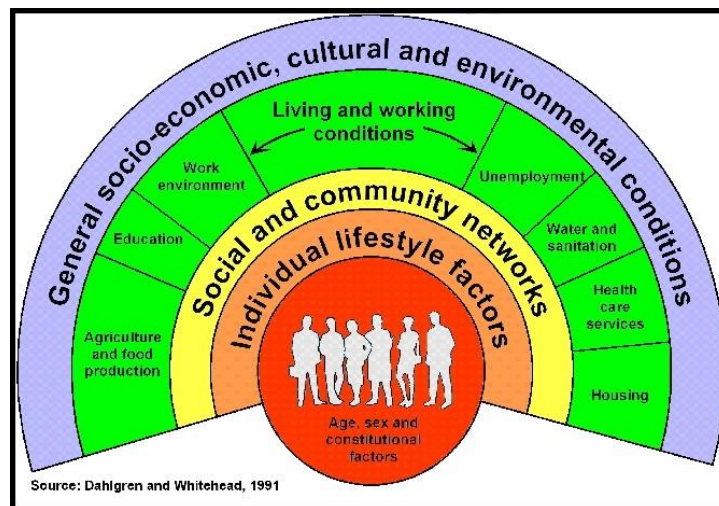 General socio-economic, cultural and environmental conditions
Living and working
conditions
Work
environment
Unemployment
Education
Water and
sanitation
Agriculture
and food
production
Health
care
services
Housing
Social and community networks
Individual lifestyle factors
Age, sex and
constitutional
factors
Source: Dahlgren and Whitehead, 1991